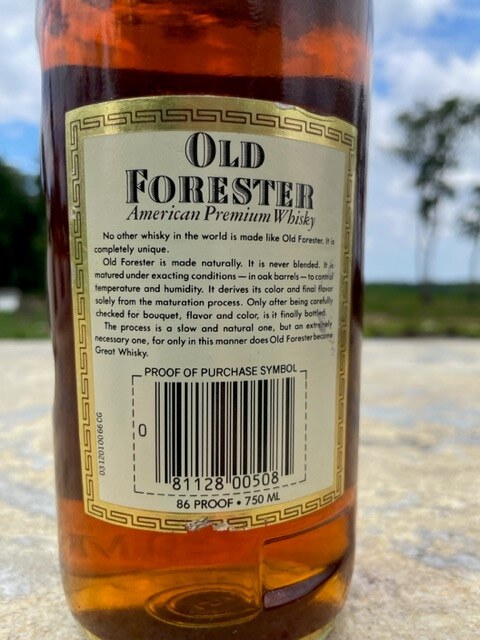 OLD
FORESTER
American Premium Whisky
No other whisky in the world is made like Old Forester. It is
completely unique.
Old Forester is made naturally. It is never blended. It is
matured under exacting conditions — in oak barrels — to control
temperature and humidity. It derives its color and final flavor
solely from the maturation process. Only after being carefully
checked for bouquet, flavor and color, is it finally bottled.
The process is a slow and natural one, but an extremely
necessary one, for only in this manner does Old Forester become
Great Whisky.
PROOF OF PURCHASE SYMBOL
0
81128 00508
86 PROOF • 750 ML